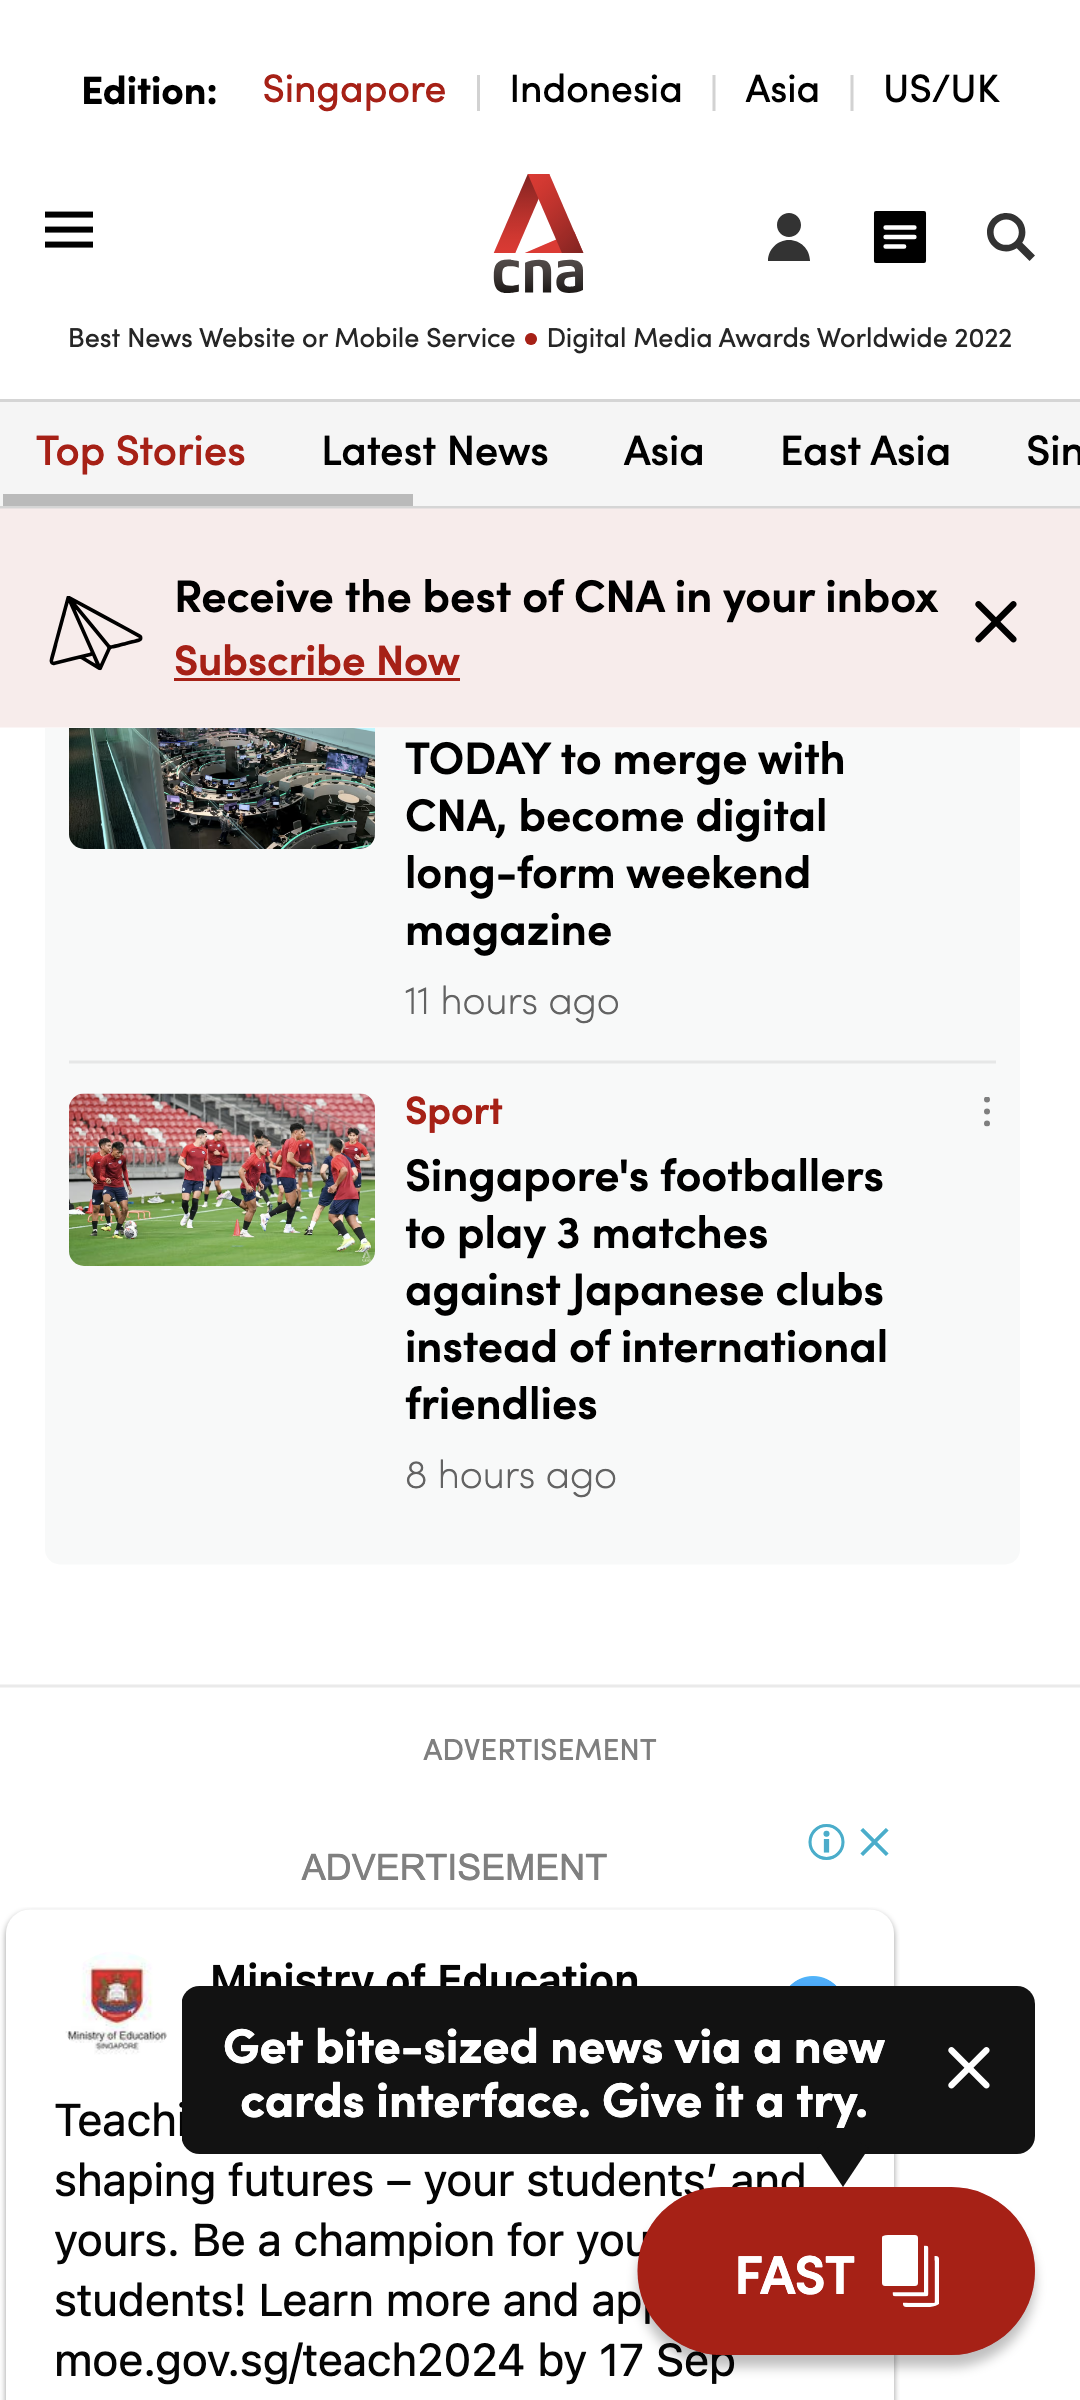 Edition: Singapore | Indonesia | Asia | US/UK
cna
Best News Website or Mobile Service • Digital Media Awards Worldwide 2022
Top Stories Latest News Asia East Asia Sin
Receive the best of CNA in your inbox
Subscribe Now
TODAY to merge with
CNA, become digital
long-form weekend
magazine
11 hours ago
Sport
Singapore's footballers
to play 3 matches
against Japanese clubs
instead of international
friendlies
8 hours ago
ADVERTISEMENT
ADVERTISEMENT
Ministry of Education
Ministry of Education
SINGAPORE
Get bite-sized news via a new
cards interface. Give it a try.
Teachi
shaping futures – your students’ and
yours. Be a champion for you
students! Learn more and app
moe.gov.sg/teach2024 by 17 Sep
FAST